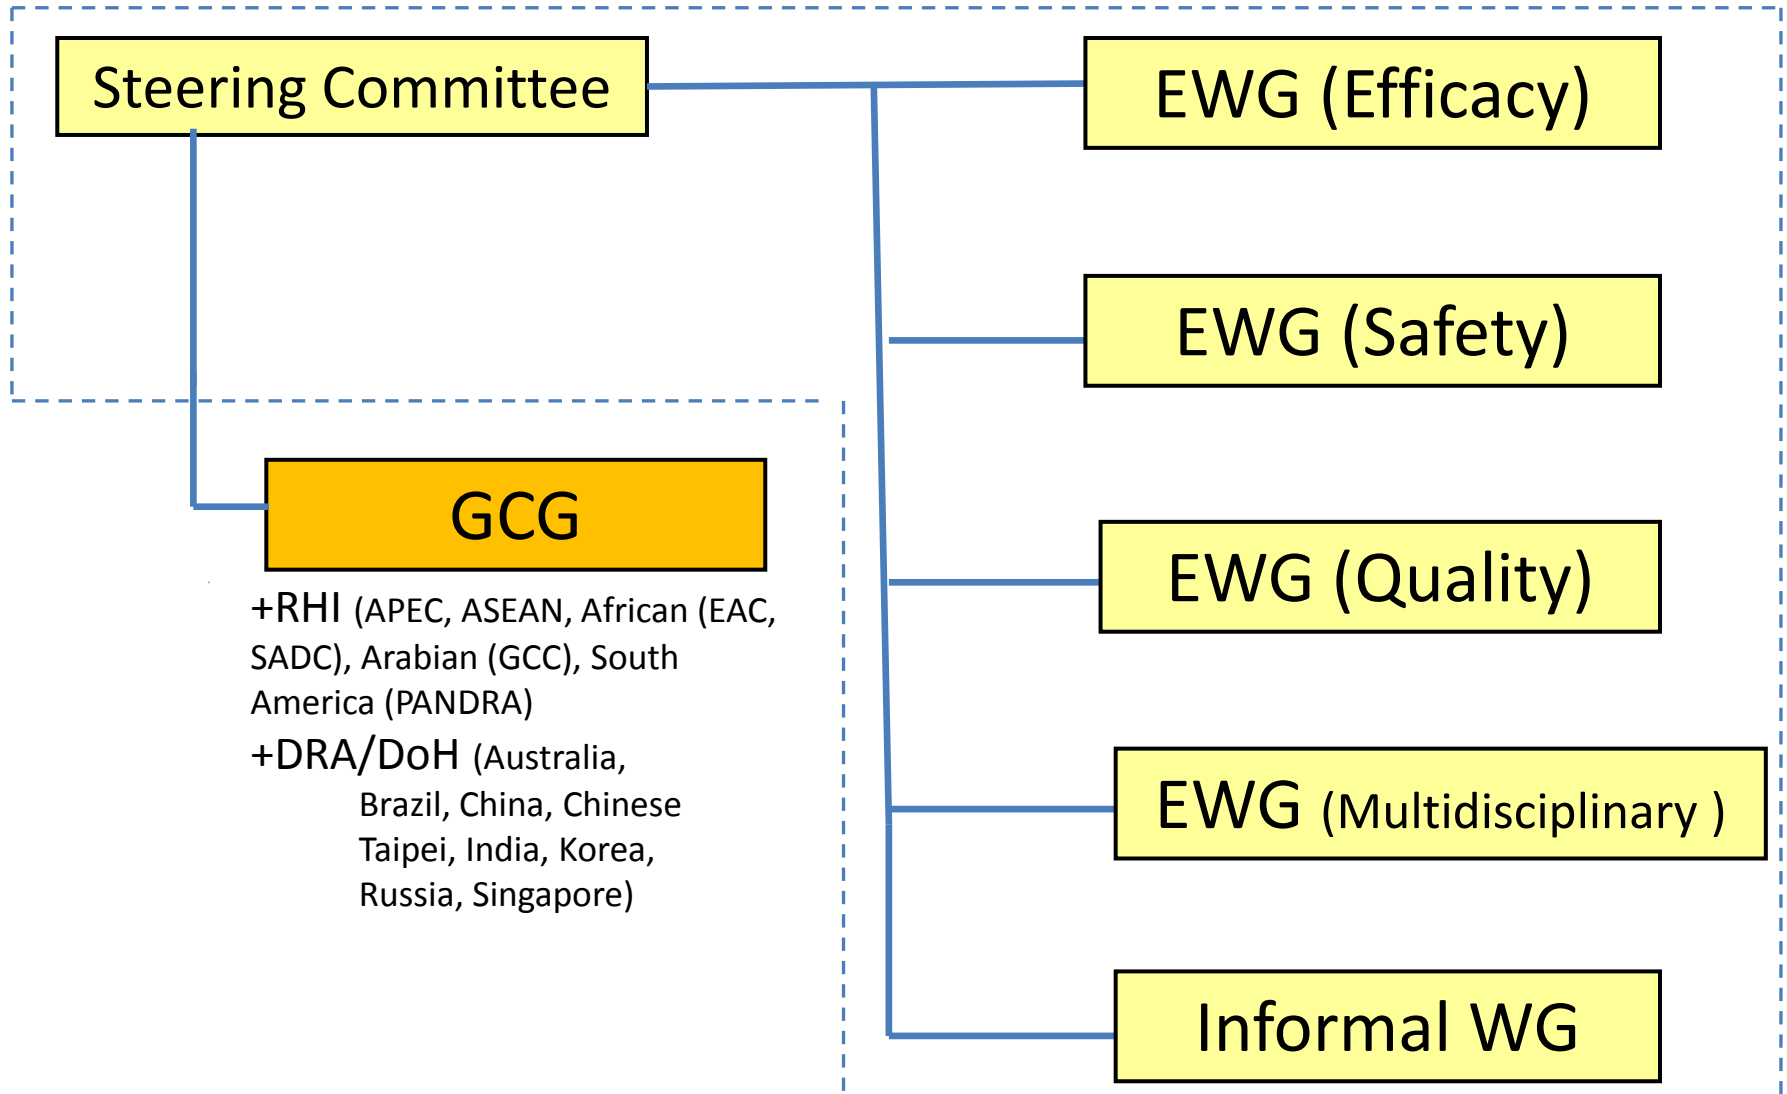 Steering Committee
EWG (Efficacy)
EWG (Safety)
GCG
EWG (Quality)
+RHI (APEC, ASEAN, African (EAC,
SADC), Arabian (GCC), South
America (PANDRA)
+DRA/DoH (Australia,
Brazil, China, Chinese
Taipei, India, Korea,
Russia, Singapore)
EWG (Multidisciplinary )
Informal WG